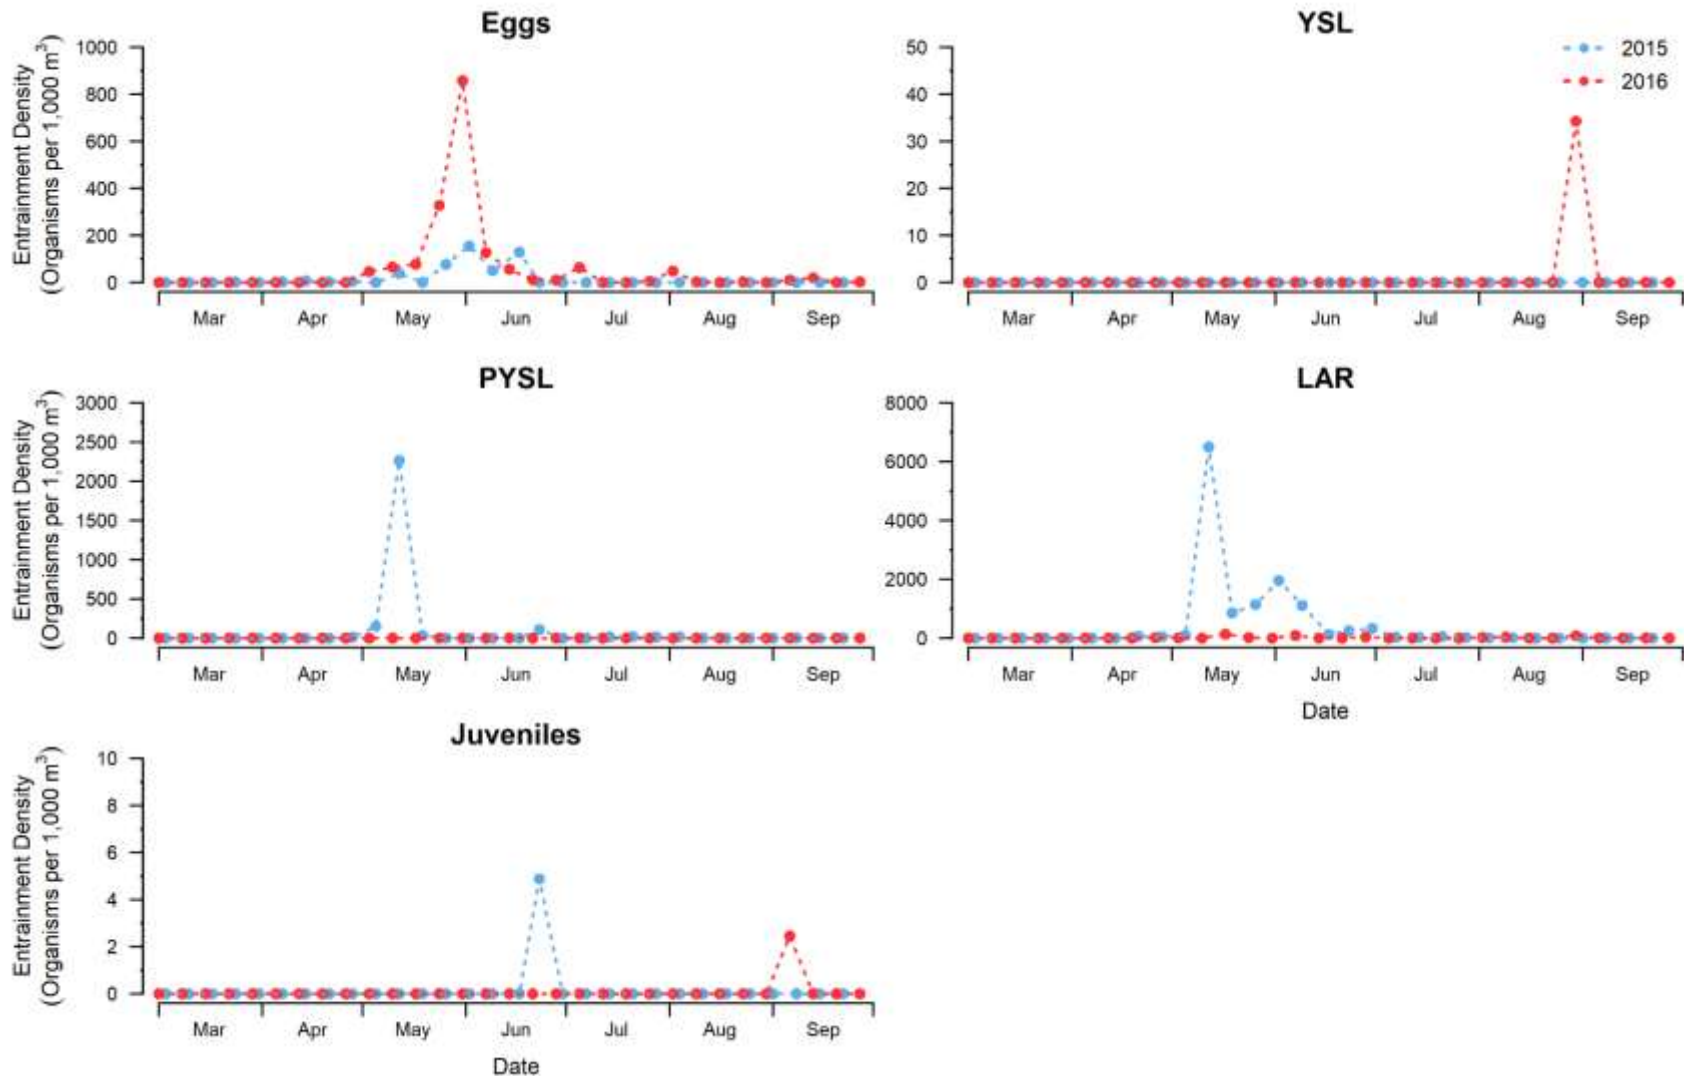 Eggs
Entrainment Density
(Organisms per 1,000 m³)
1000
800
600
400
200
0
Mar Apr May Jun Jul Aug Sep
YSL
50
40
30
20
10
0
Mar Apr May Jun Jul Aug Sep
2015
2016
PYSL
Entrainment Density
(Organisms per 1,000 m³)
3000
2500
2000
1500
1000
500
0
Mar Apr May Jun Jul Aug Sep
LAR
8000
6000
4000
2000
0
Mar Apr May Jun Jul Aug Sep
Date
Juveniles
Entrainment Density
(Organisms per 1,000 m³)
10
8
6
4
2
0
Mar Apr May Jun Jul Aug Sep
Date